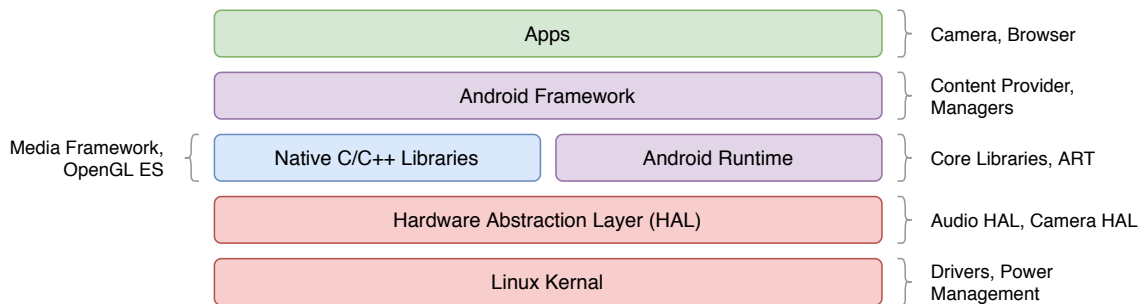 Apps
Camera, Browser
Android Framework
Content Provider,
Managers
Media Framework,
OpenGL ES
Native C/C++ Libraries
Android Runtime
Core Libraries, ART
Hardware Abstraction Layer (HAL)
Audio HAL, Camera HAL
Linux Kernal
Drivers, Power
Management